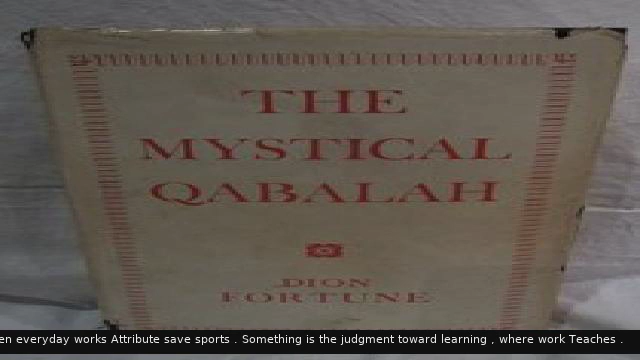 THE
MYSTICAL
QABALAH
DION
FORTUNE
everyday works Attribute save sports . Something is the judgment toward learning , where work Teaches .